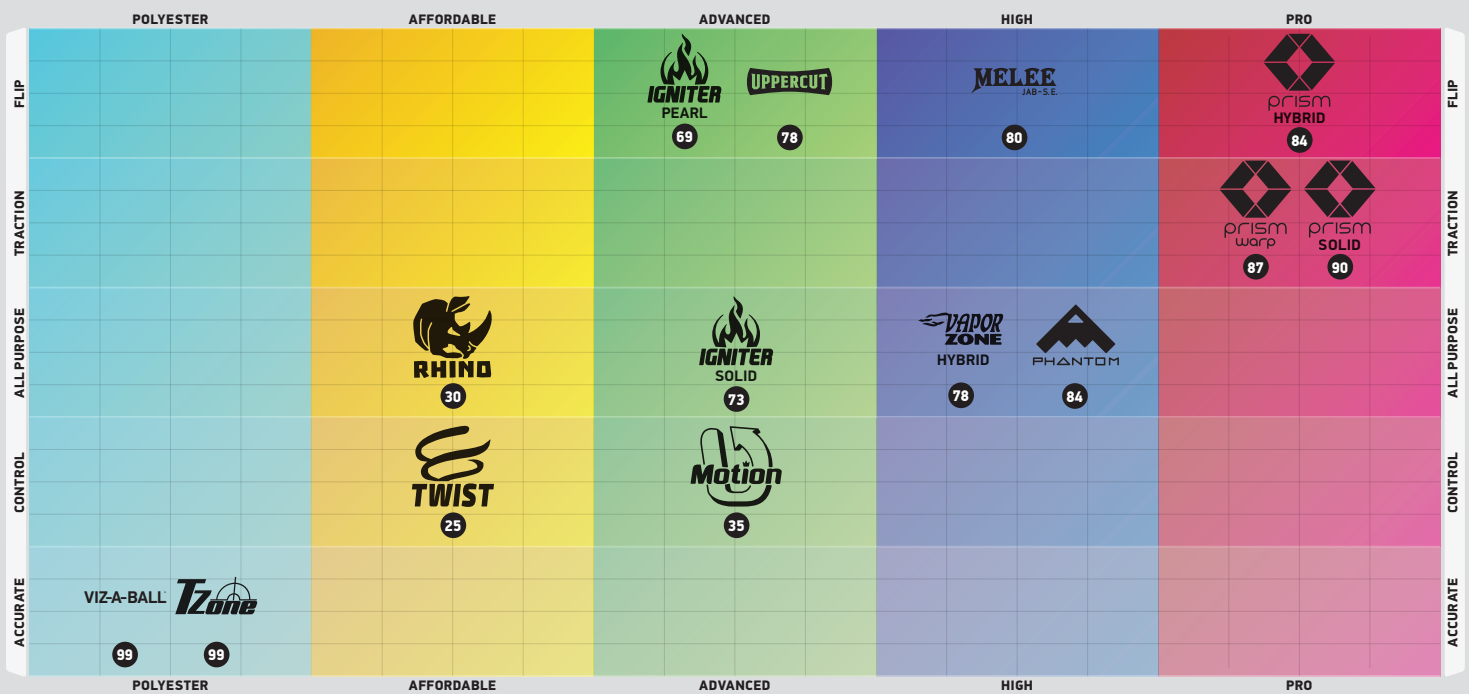 POLYESTER AFFORDABLE ADVANCED HIGH PRO
FLIP
IGNITER
PEARL
69
UPPERCUT
78
MELEE
JAB-S.E.
80
prism
HYBRID
84
FLIP
TRACTION
prism
warp
87
prism
SOLID
90
TRACTION
ALL PURPOSE
RHINO
30
IGNITER
SOLID
73
VAPOR
ZONE
HYBRID
78
PHANTOM
84
ALL PURPOSE
CONTROL
TWIST
25
Motion
35
CONTROL
ACCURATE
VIZ-A-BALL
99
TZone
99
ACCURATE
POLYESTER AFFORDABLE ADVANCED HIGH PRO